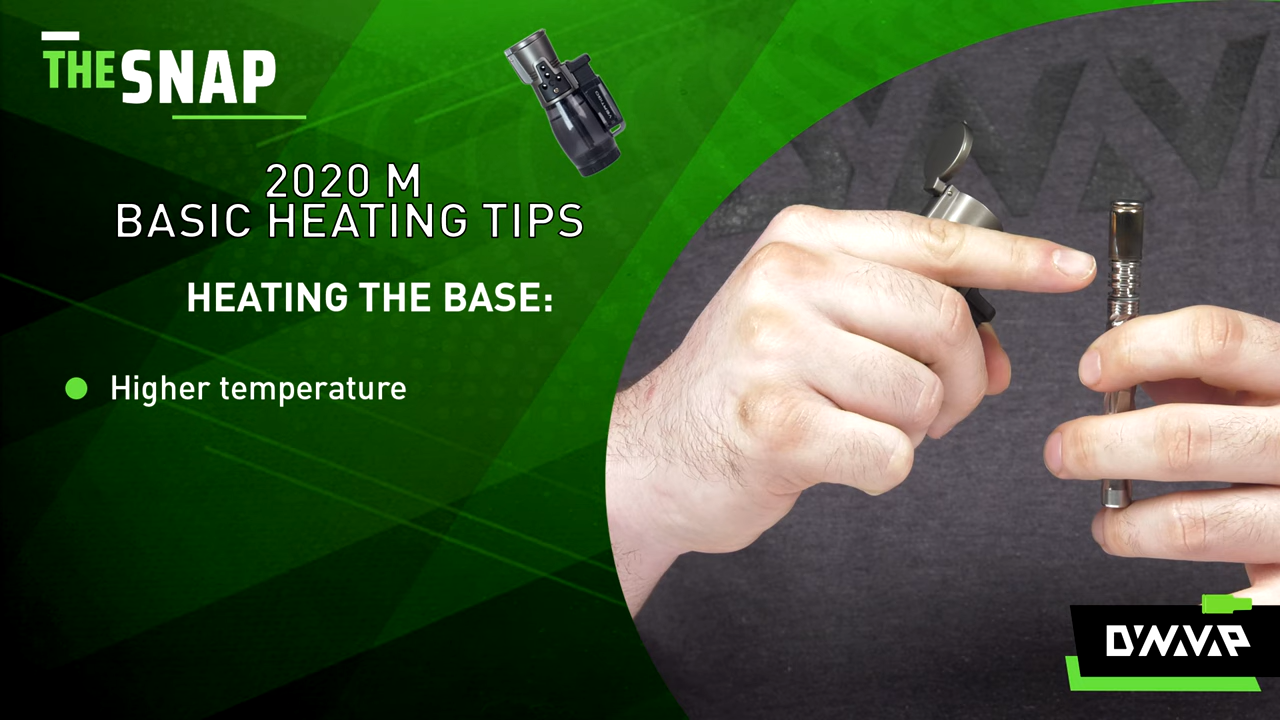 THE SNAP
2020 M
BASIC HEATING TIPS
HEATING THE BASE:
Higher temperature
DYNAVAP